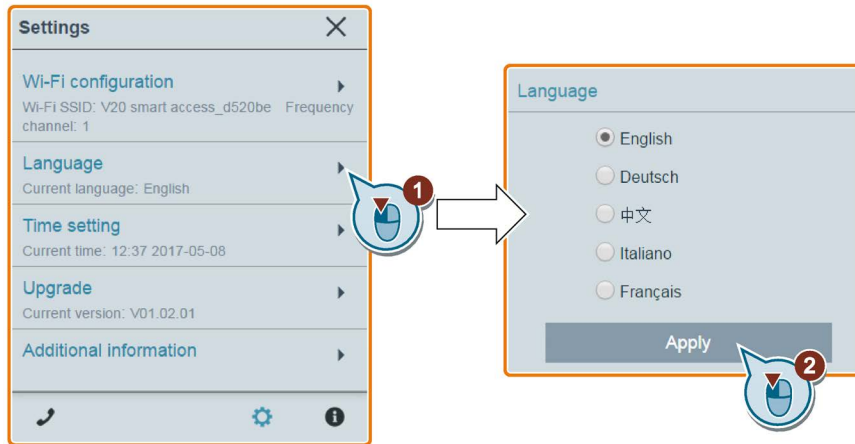 Settings
Wi-Fi configuration
Wi-Fi SSID: V20 smart access_d520be Frequency
channel: 1
Language
Current language: English
Time setting
Current time: 12:37 2017-05-08
Upgrade
Current version: V01.02.01
Additional information
1
Language
English
Deutsch
中文
Italiano
Français
Apply
2